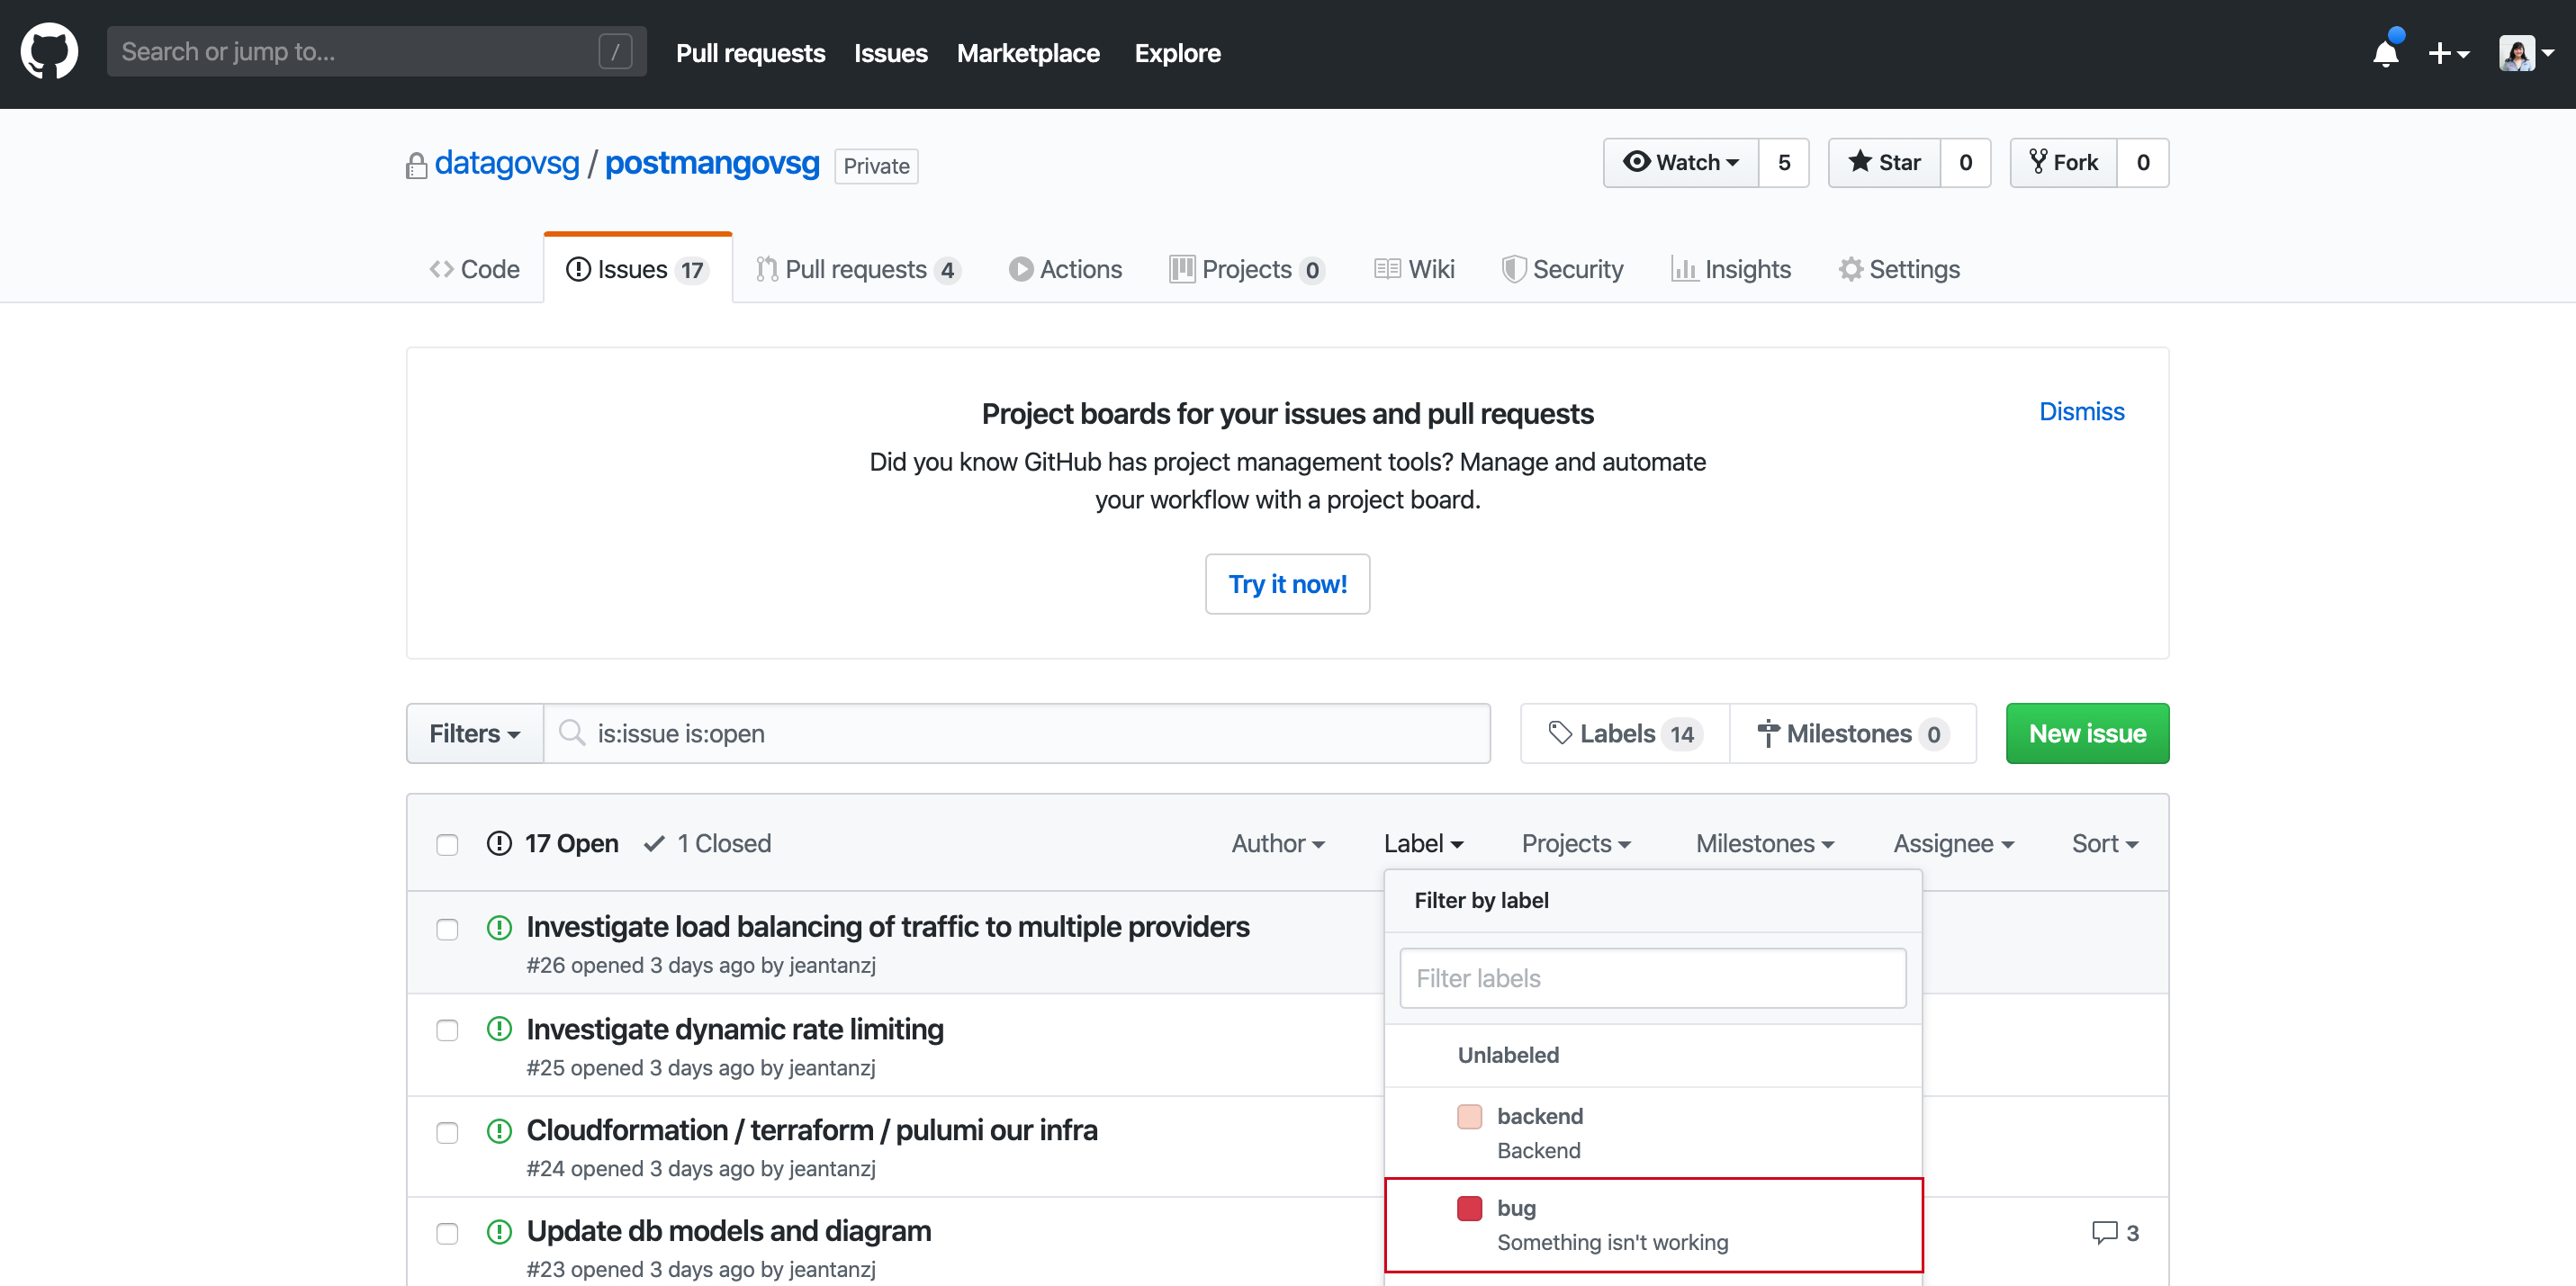 Search or jump to... /
Pull requests Issues Marketplace Explore
datagovsg / postmangovsg Private
Watch 5 Star 0 Fork 0
Code Issues 17 Pull requests 4 Actions Projects 0 Wiki Security Insights Settings
Project boards for your issues and pull requests
Dismiss
Did you know GitHub has project management tools? Manage and automate
your workflow with a project board.
Try it now!
Filters is:issue is:open Labels 14 Milestones 0 New issue
17 Open 1 Closed Author Label Projects Milestones Assignee Sort
Investigate load balancing of traffic to multiple providers
#26 opened 3 days ago by jeantanzj
Investigate dynamic rate limiting
#25 opened 3 days ago by jeantanzj
Cloudformation / terraform / pulumi our infra
#24 opened 3 days ago by jeantanzj
Update db models and diagram
3
#23 opened 3 days ago by jeantanzj
Filter by label
Filter labels
Unlabeled
backend
Backend
bug
Something isn't working